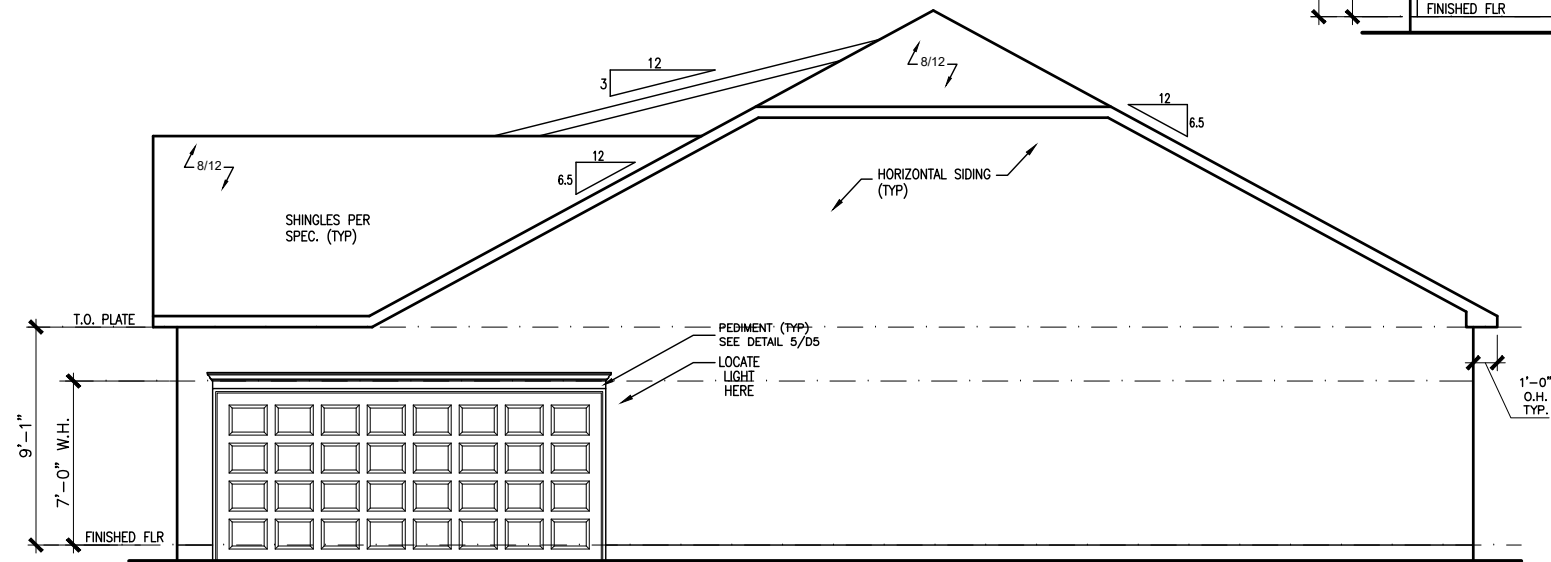 FINISHED FLR
8/12
12
3
12
6.5
8/12
12
6.5
HORIZONTAL SIDING
(TYP)
SHINGLES PER
SPEC. (TYP)
T.O. PLATE
PEDIMENT (TYP)
SEE DETAIL 5/D5
LOCATE
LIGHT
HERE
1'-0"
O.H.
TYP.
9'-1"
7'-0" W.H.
FINISHED FLR